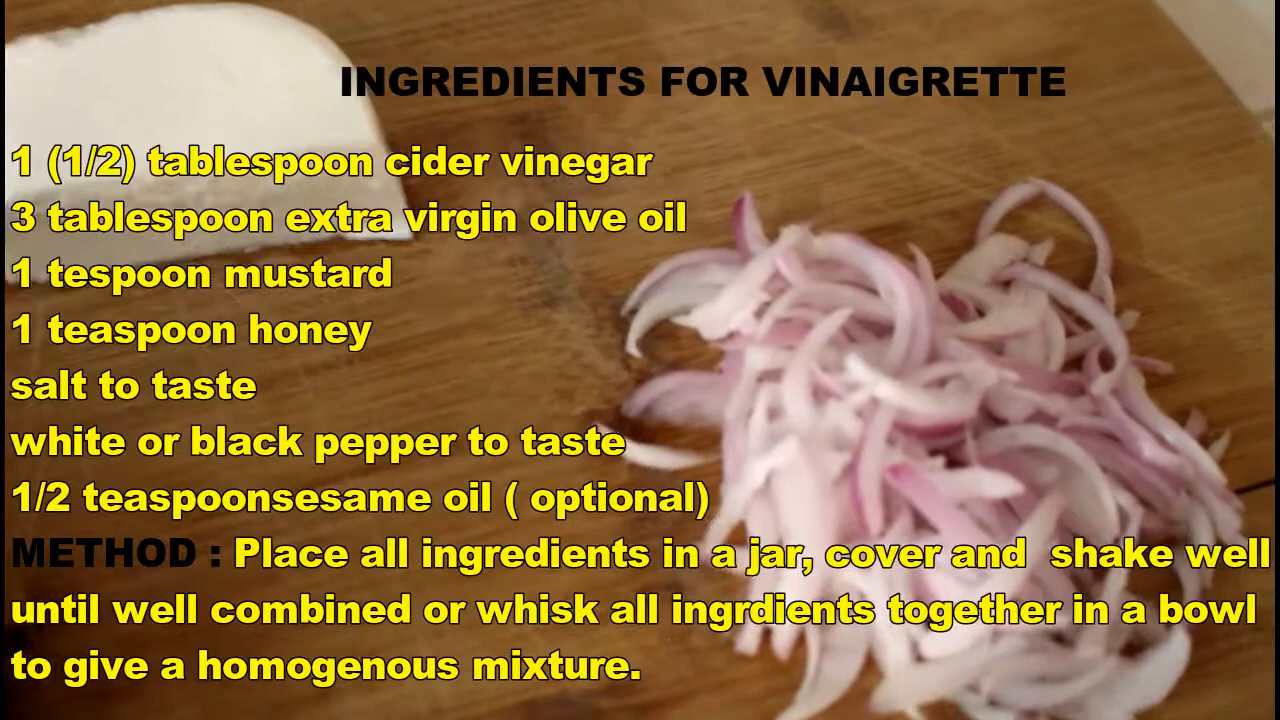 INGREDIENTS FOR VINAIGRETTE
1 (1/2) tablespoon cider vinegar
3 tablespoon extra virgin olive oil
1 tespoon mustard
1 teaspoon honey
salt to taste
white or black pepper to taste
1/2 teaspoonsesame oil ( optional)
METHOD : Place all ingredients in a jar, cover and  shake well
until well combined or whisk all ingrdients together in a bowl
to give a homogenous mixture.